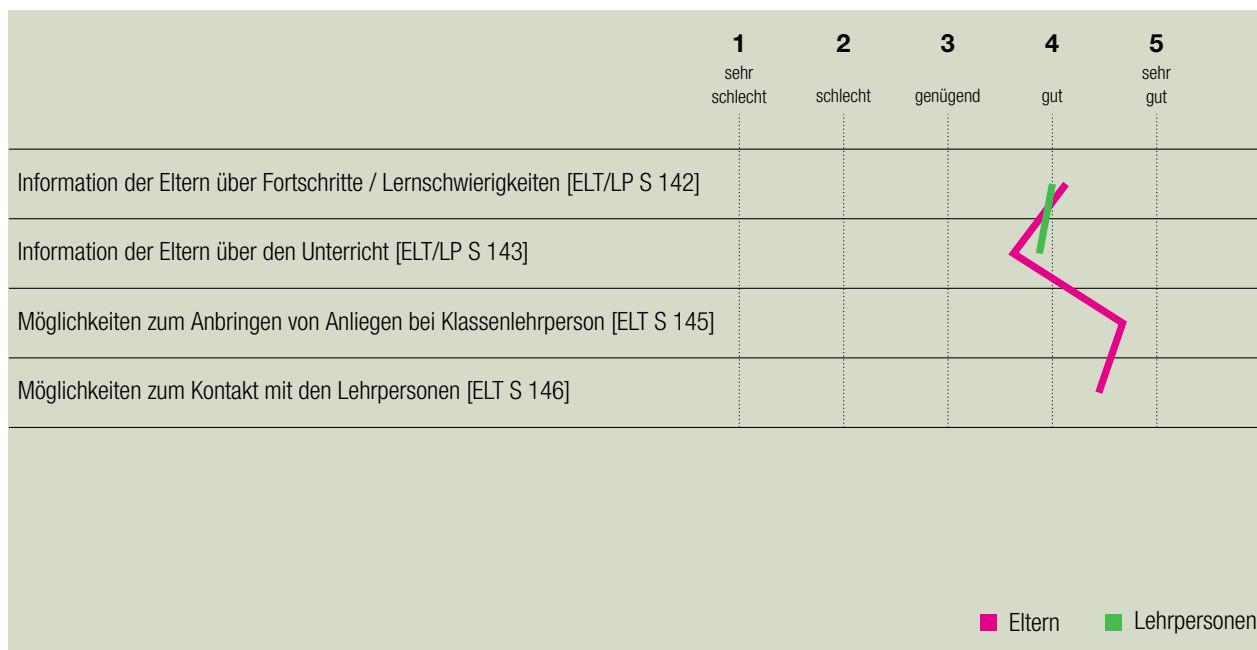 1 2 3 4 5
sehr schlecht schlecht genügend gut sehr gut
Information der Eltern über Fortschritte / Lernschwierigkeiten [ELT/LP S 142]
Information der Eltern über den Unterricht [ELT/LP S 143]
Möglichkeiten zum Anbringen von Anliegen bei Klassenlehrperson [ELT S 145]
Möglichkeiten zum Kontakt mit den Lehrpersonen [ELT S 146]
Eltern Lehrpersonen